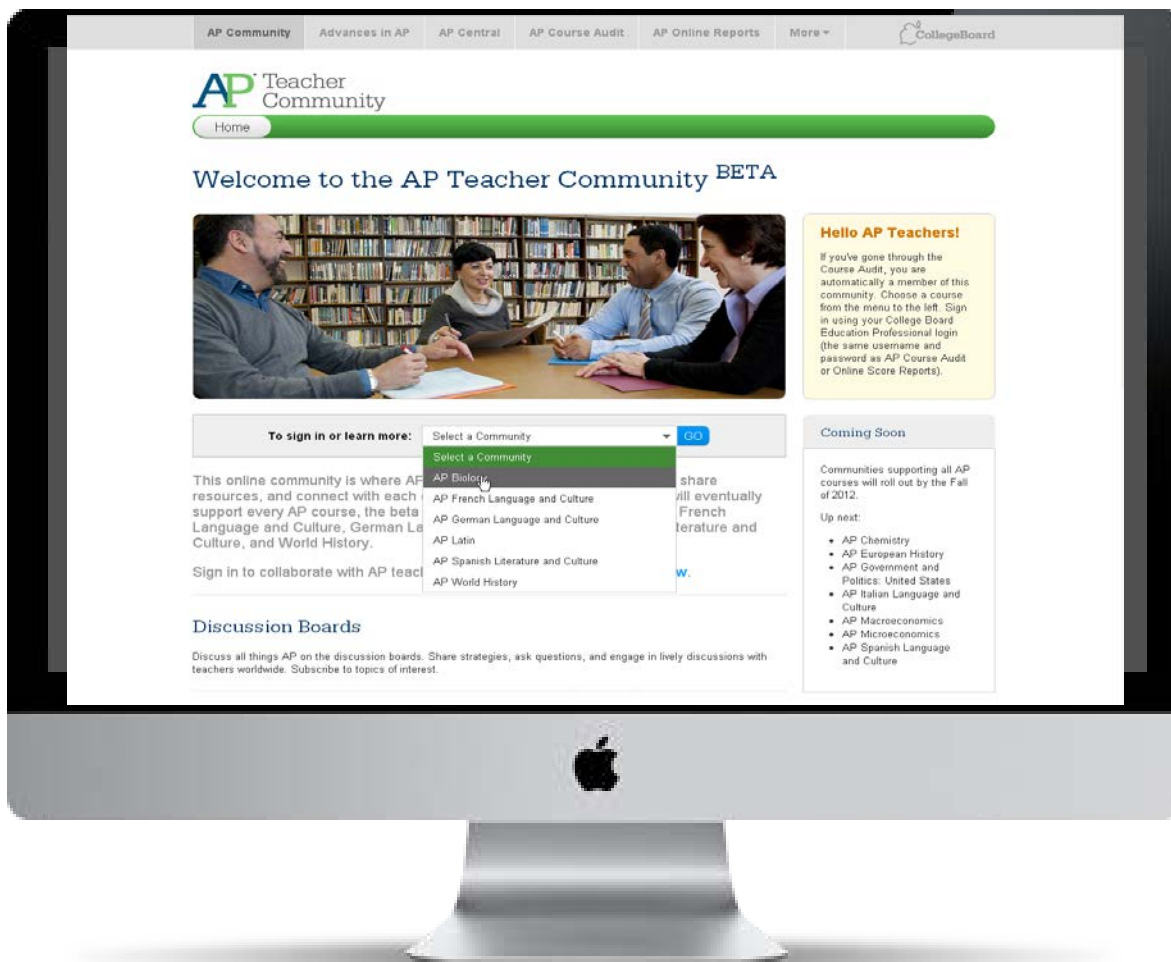 AP Community Advances in AP AP Central AP Course Audit AP Online Reports More CollegeBoard
AP Teacher
Community
Home
Welcome to the AP Teacher Community BETA
Hello AP Teachers!
If you've gone through the
Course Audit, you are
automatically a member of this
community. Choose a course
from the menu to the left. Sign
in using your College Board
Education Professional login
(the same username and
password as AP Course Audit
or Online Score Reports).
To sign in or learn more: Select a Community GO
Select a Community
AP Biology
AP French Language and Culture
AP German Language and Culture
AP Latin
AP Spanish Literature and Culture
AP World History
This online community is where AP share
resources, and connect with each will eventually
support every AP course, the beta French
Language and Culture, German La erature and
Culture, and World History.
Sign in to collaborate with AP teac w.
Discussion Boards
Discuss all things AP on the discussion boards. Share strategies, ask questions, and engage in lively discussions with
teachers worldwide. Subscribe to topics of interest.
Coming Soon
Communities supporting all AP
courses will roll out by the Fall
of 2012.
Up next:
• AP Chemistry
• AP European History
• AP Government and
Politics: United States
• AP Italian Language and
Culture
• AP Macroeconomics
• AP Microeconomics
• AP Spanish Language
and Culture